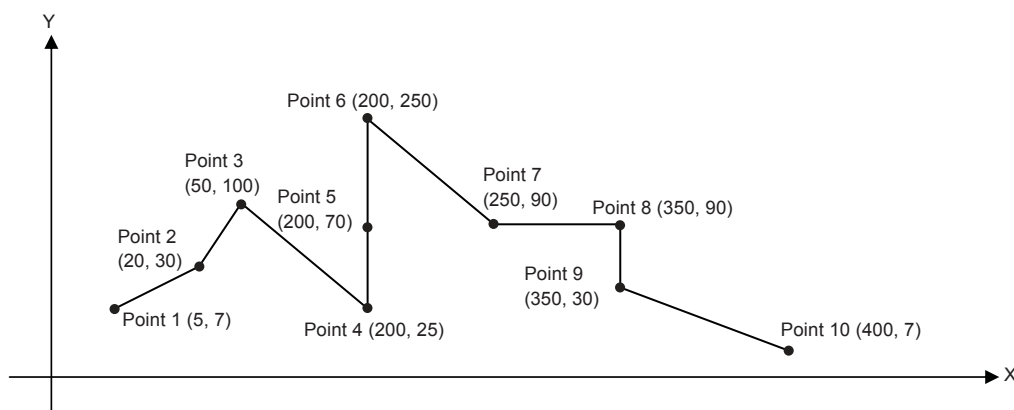 Y
Point 6 (200, 250)
Point 3
(50, 100)
Point 7
(250, 90)
Point 5
(200, 70)
Point 8 (350, 90)
Point 2
(20, 30)
Point 9
(350, 30)
Point 1 (5, 7)
Point 4 (200, 25)
Point 10 (400, 7)
X